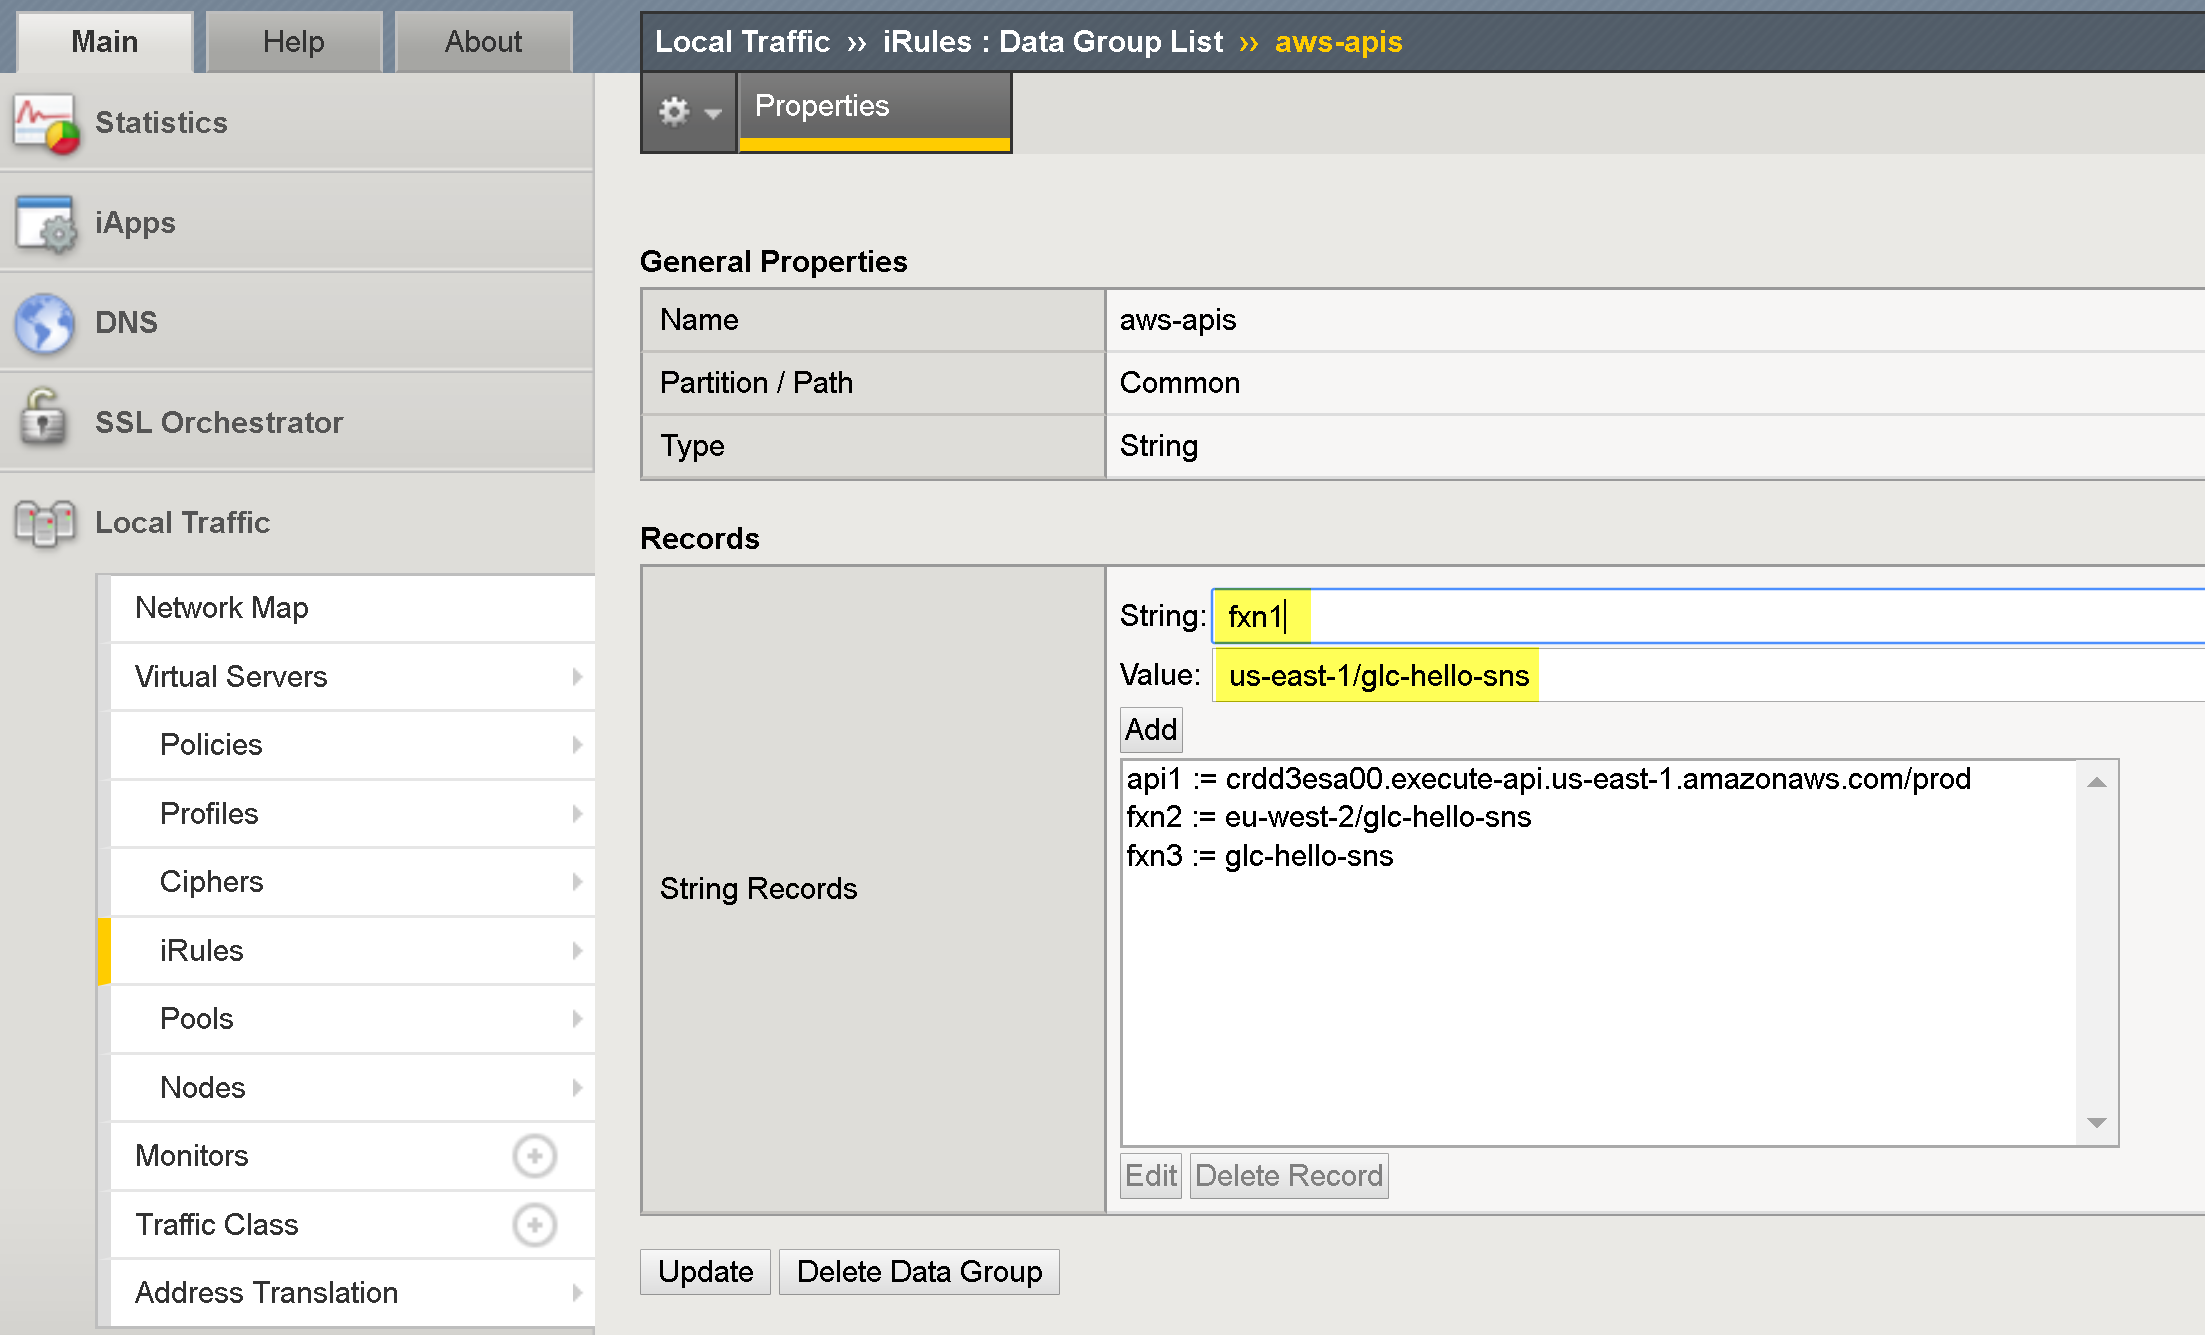 Main
Help
About
Local Traffic ›› iRules : Data Group List ›› aws-apis
Properties
Statistics
iApps
DNS
SSL Orchestrator
Local Traffic
Network Map
Virtual Servers
Policies
Profiles
Ciphers
iRules
Pools
Nodes
Monitors
Traffic Class
Address Translation
General Properties
Name aws-apis
Partition / Path Common
Type String
Records
String Records
String: fxn1
Value: us-east-1/glc-hello-sns
Add
api1 := crdd3esa00.execute-api.us-east-1.amazonaws.com/prod
fxn2 := eu-west-2/glc-hello-sns
fxn3 := glc-hello-sns
Edit Delete Record
Update Delete Data Group